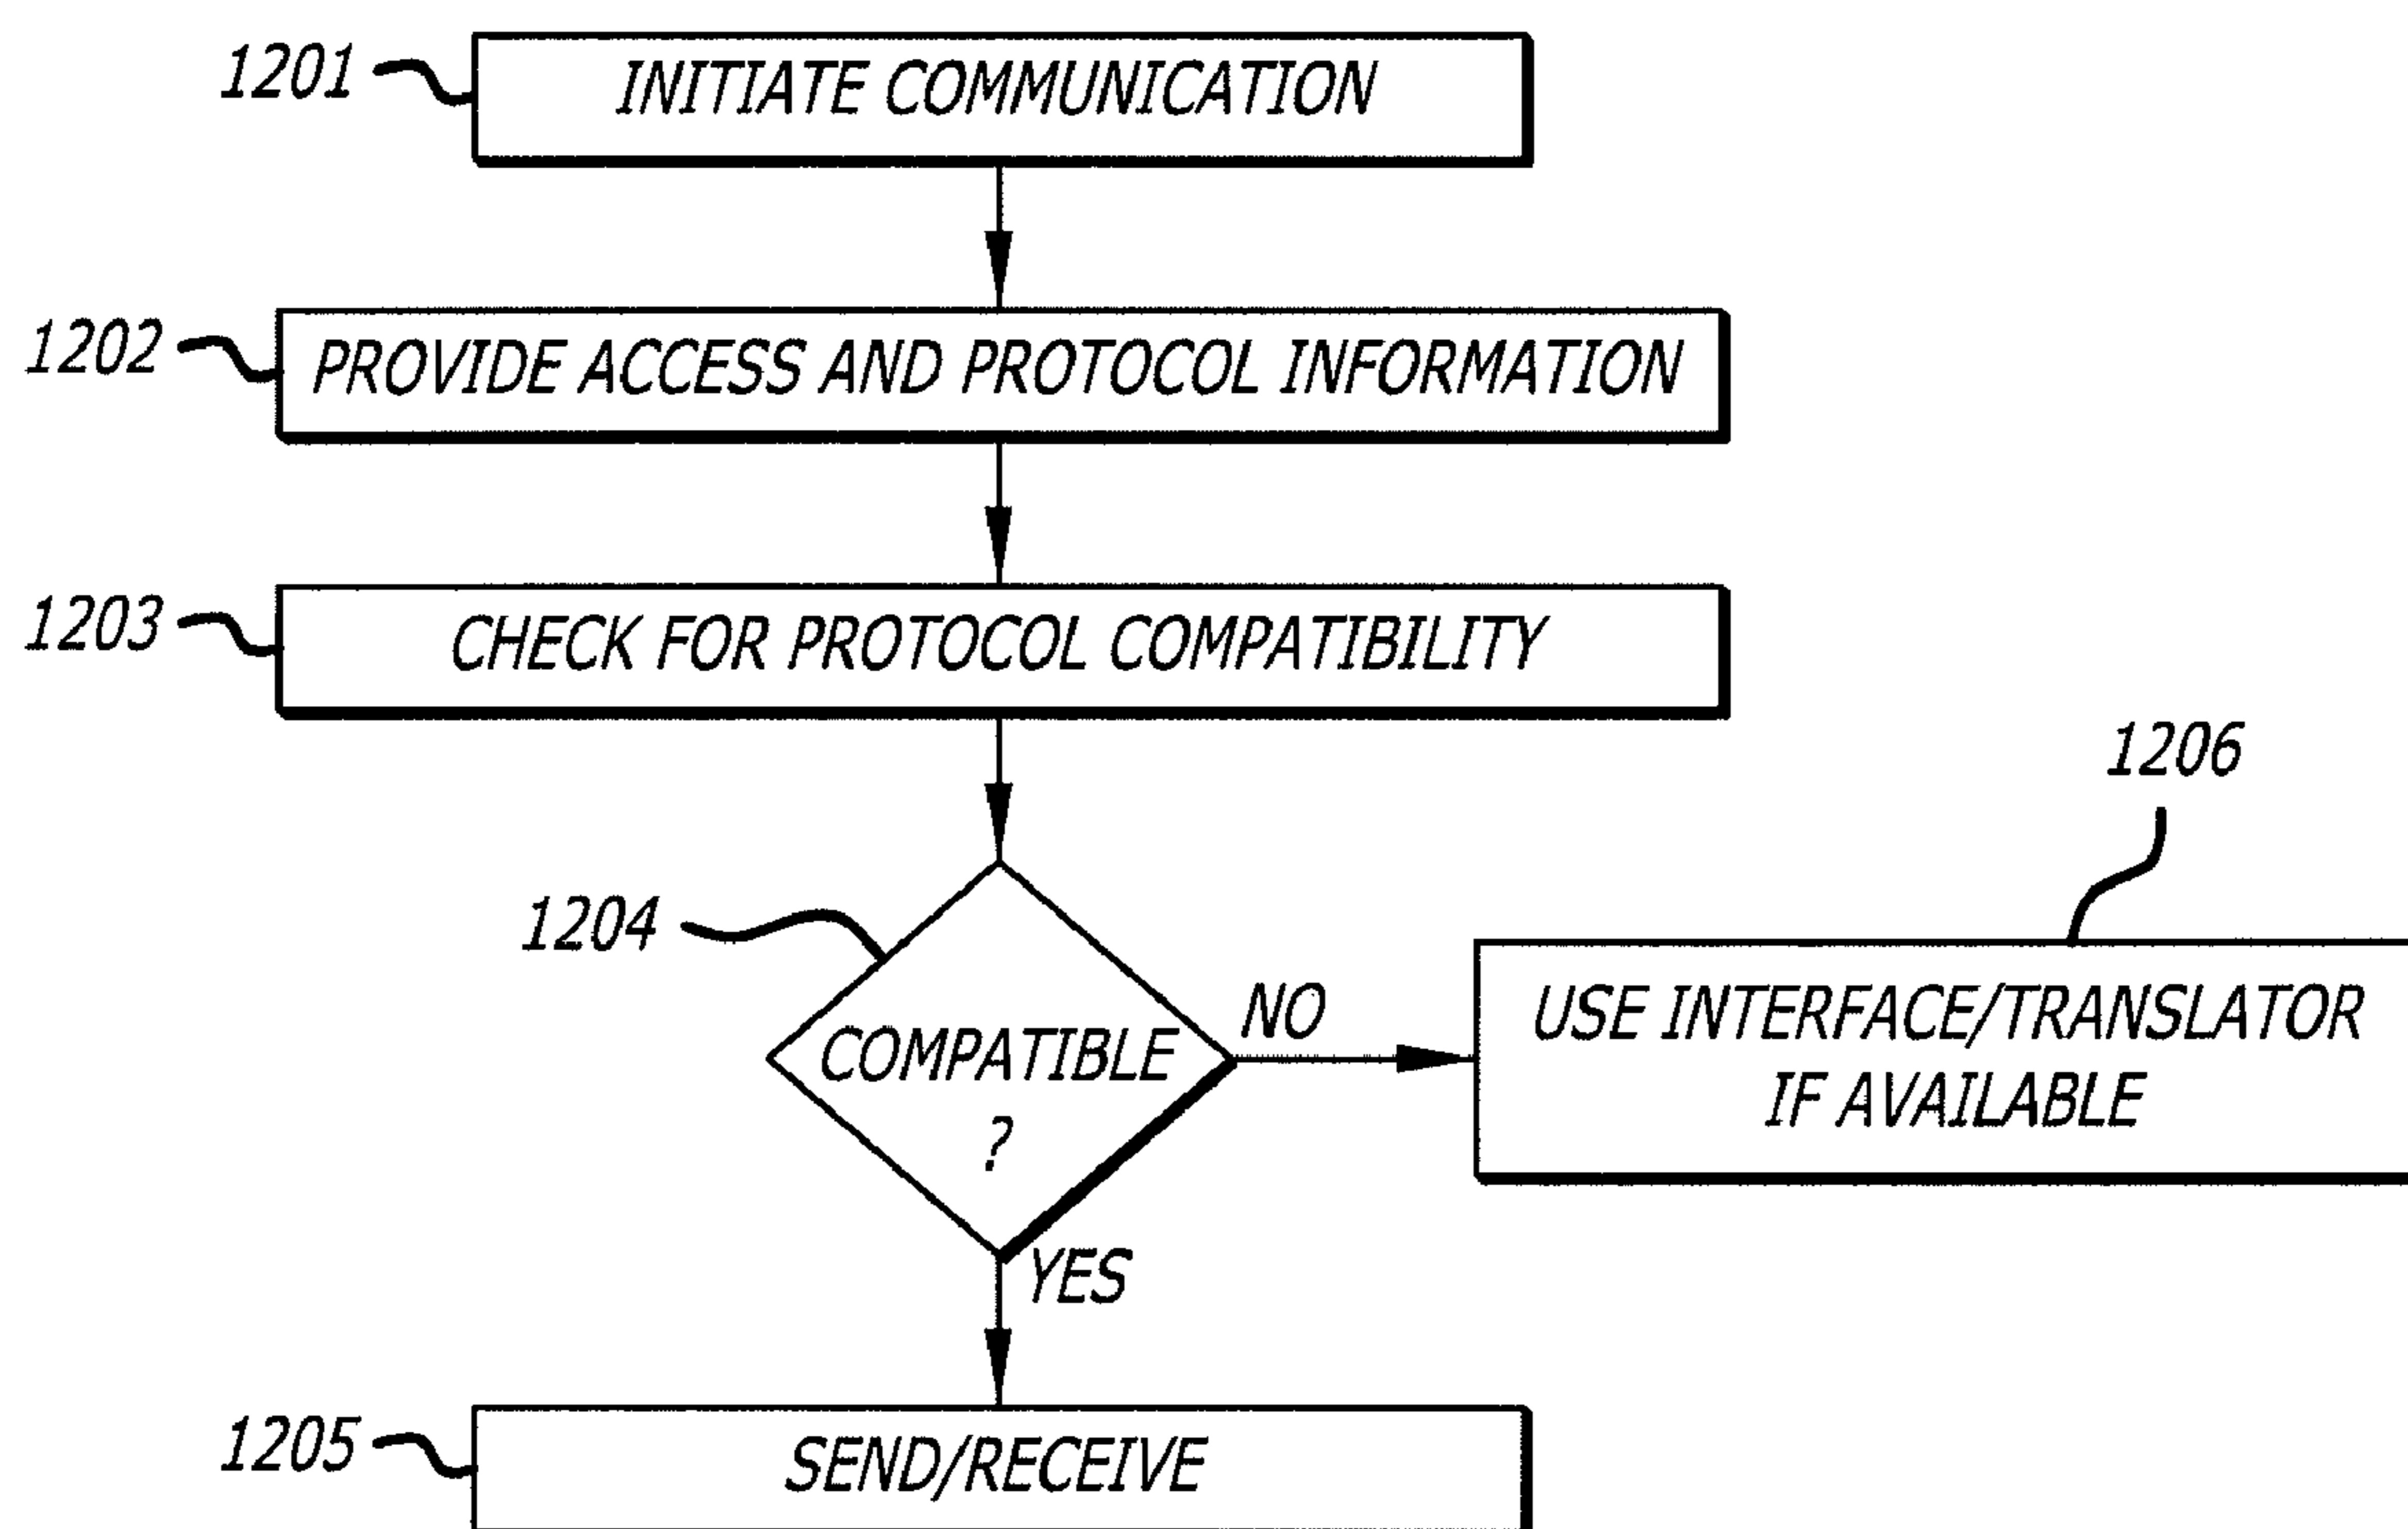 1201
INITIATE COMMUNICATION
1202
PROVIDE ACCESS AND PROTOCOL INFORMATION
1203
CHECK FOR PROTOCOL COMPATIBILITY
1206
1204
COMPATIBLE
?
NO
USE INTERFACE/TRANSLATOR
IF AVAILABLE
YES
1205
SEND/RECEIVE